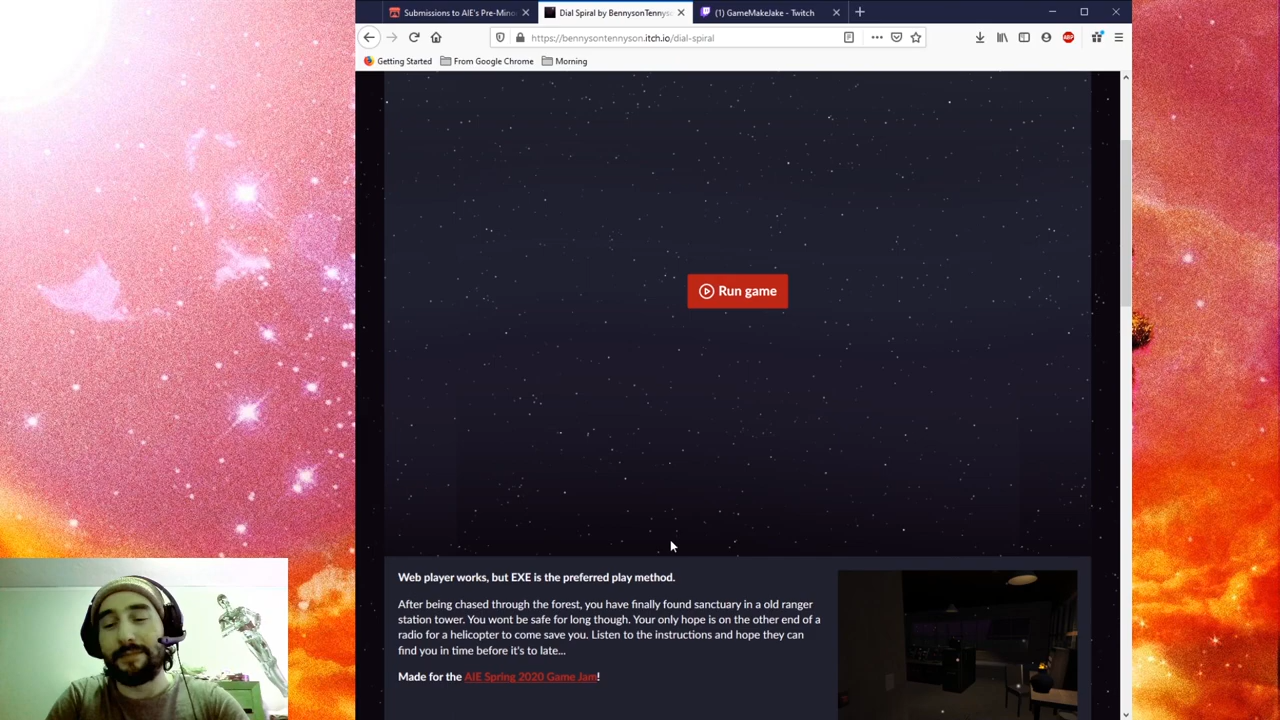 Submissions to AIE's Pre-Mino
Dial Spiral by BennysonTennyso
(1) GameMakeJake - Twitch
https://bennysontennyson.itch.io/dial-spiral
Getting Started
From Google Chrome
Morning
Run game
Web player works, but EXE is the preferred play method.
After being chased through the forest, you have finally found sanctuary in a old ranger
station tower. You wont be safe for long though. Your only hope is on the other end of a
radio for a helicopter to come save you. Listen to the instructions and hope they can
find you in time before it's to late...
Made for the AIE Spring 2020 Game Jam!